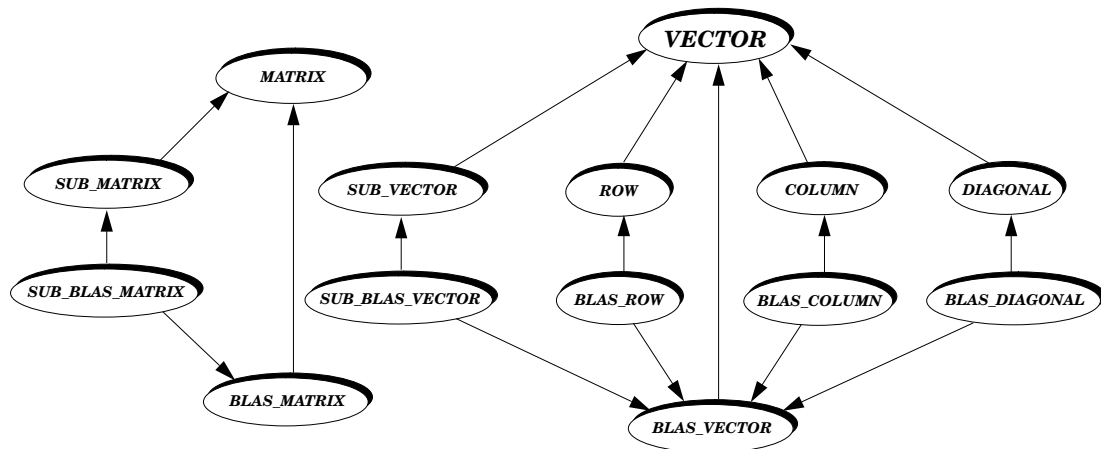 VECTOR
MATRIX
SUB_MATRIX
SUB_VECTOR
ROW
COLUMN
DIAGONAL
SUB_BLAS_MATRIX
SUB_BLAS_VECTOR
BLAS_ROW
BLAS_COLUMN
BLAS_DIAGONAL
BLAS_MATRIX
BLAS_VECTOR